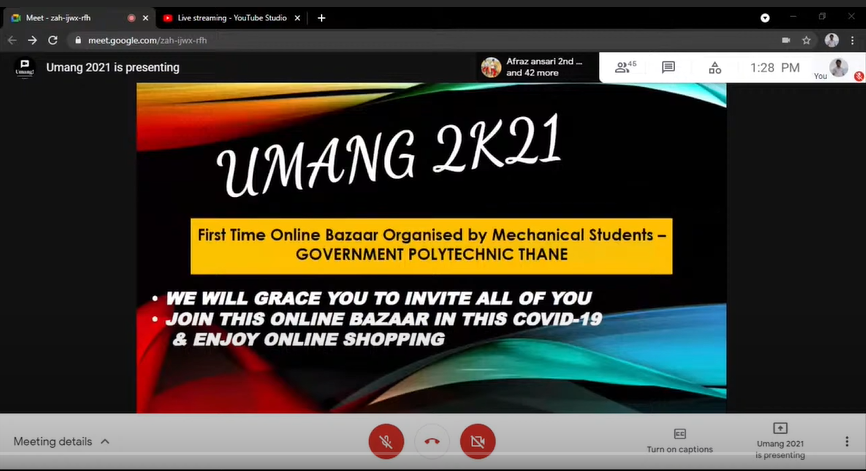 Meet - zah-ijwx-rfh
Live streaming - YouTube Studio
meet.google.com/zah-ijwx-rfh
Umang!
Umang 2021 is presenting
Afraz ansari 2nd ...
and 42 more
45
1:28 PM
You
UMANG 2K21
First Time Online Bazaar Organised by Mechanical Students –
GOVERNMENT POLYTECHNIC THANE
• WE WILL GRACE YOU TO INVITE ALL OF YOU
• JOIN THIS ONLINE BAZAAR IN THIS COVID-19
& ENJOY ONLINE SHOPPING
Meeting details
Turn on captions
Umang 2021
is presenting